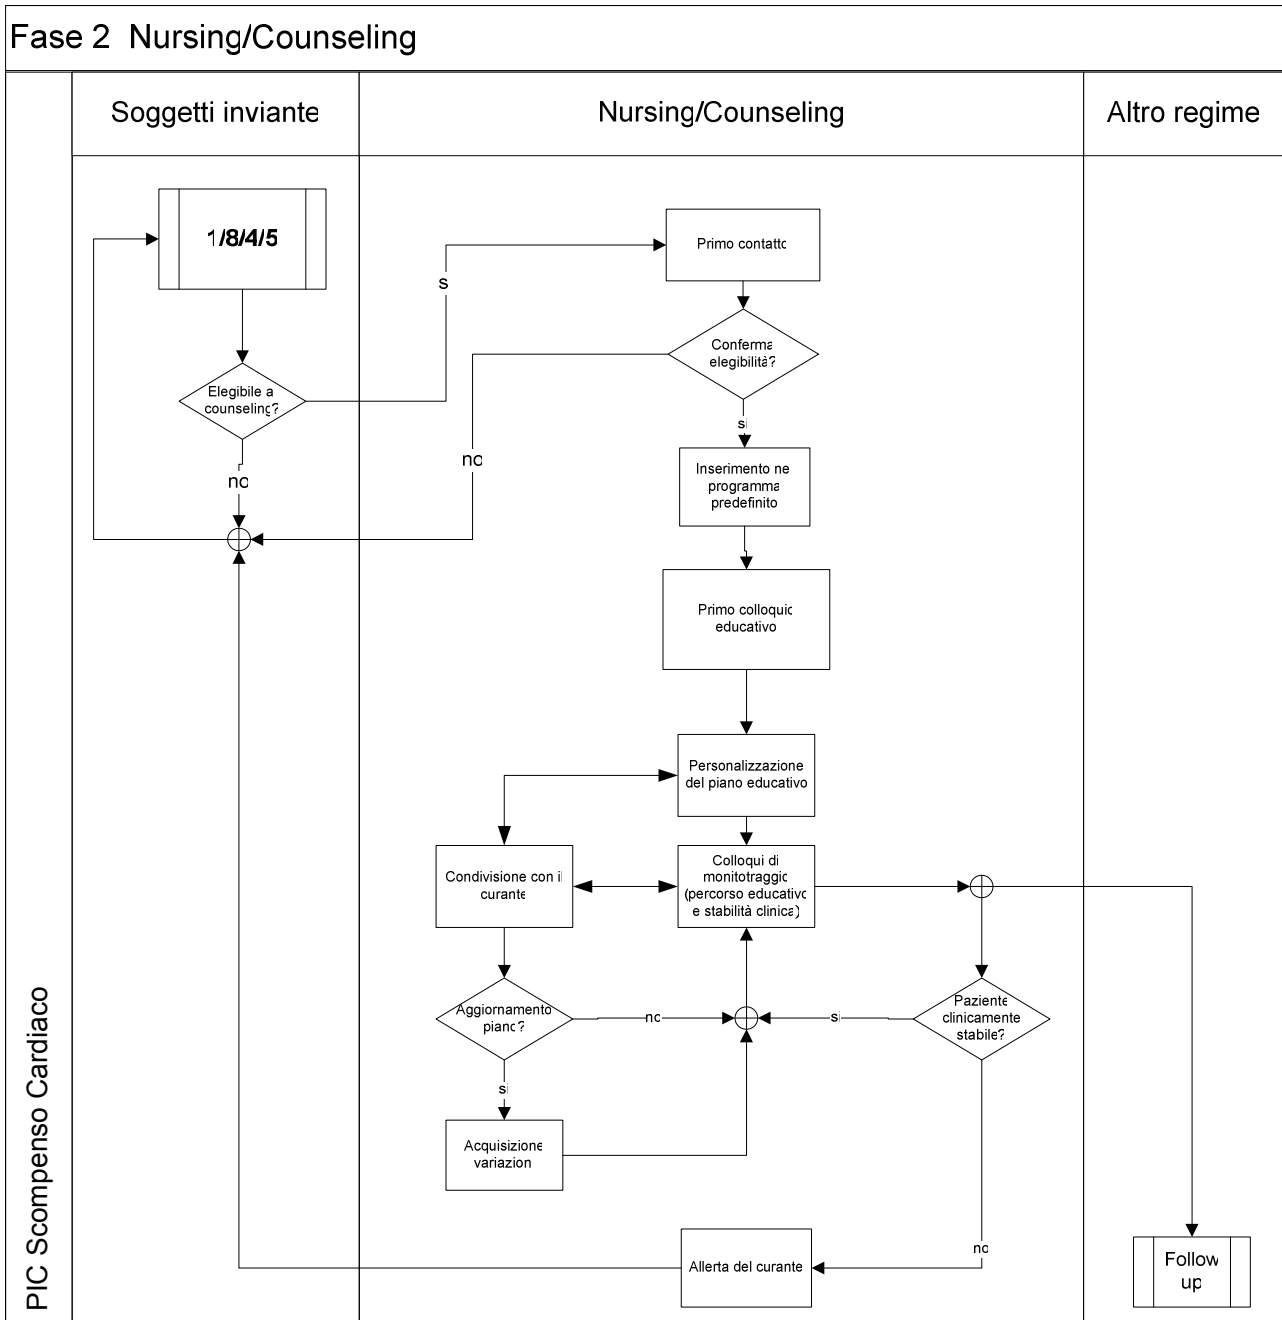 Fase 2 Nursing/Counseling
Soggetti inviante
Nursing/Counseling
Altro regime
PIC Scompenso Cardiaco
1/8/4/5
Primo contatto
s
Conferma
elegibilità?
Elegibile a
counseling?
no
no
si
Inserimento ne
programma
predefinito
Primo colloquio
educativo
Personalizzazione
del piano educativo
Condivisione con il
curante
Colloqui di
monitotraggio
(percorso educativo
e stabilità clinica)
Aggiornamento
piano?
no
si
Paziente
clinicamente
stabile?
si
Acquisizione
variazion
no
Allerta del curante
Follow
up